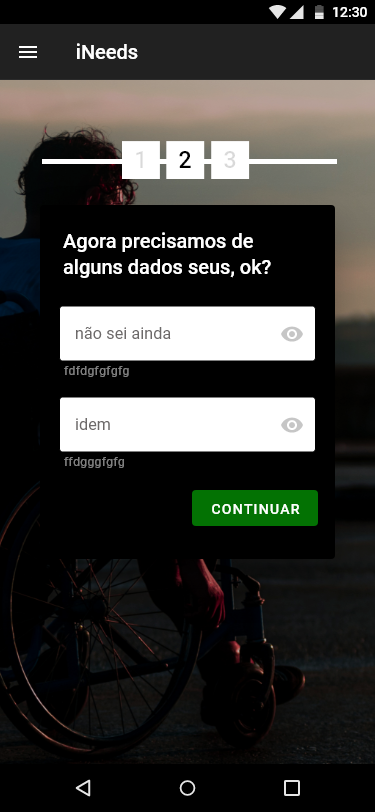 12:30
iNeeds
1 2 3
Agora precisamos de
alguns dados seus, ok?
não sei ainda
fdfdgfgfgfg
idem
ffdgggfgfg
CONTINUAR